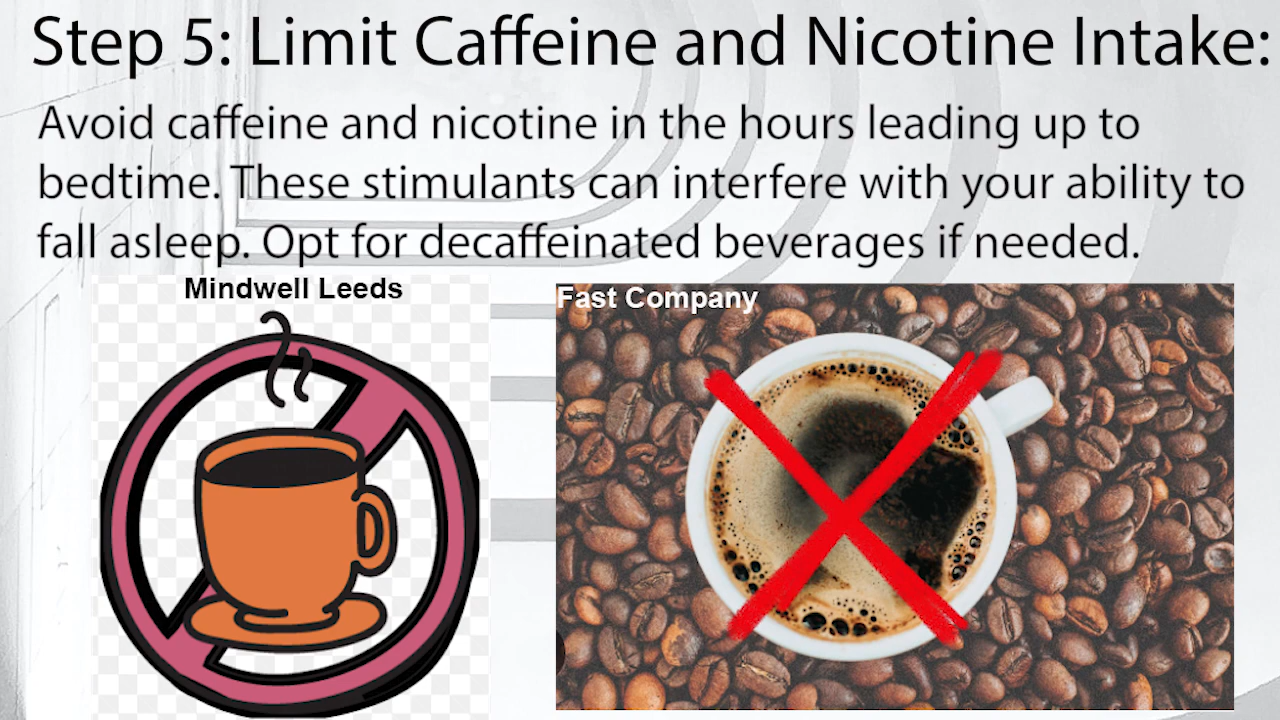 Step 5: Limit Caffeine and Nicotine Intake:
Avoid caffeine and nicotine in the hours leading up to
bedtime. These stimulants can interfere with your ability to
fall asleep. Opt for decaffeinated beverages if needed.
Mindwell Leeds
Fast Company